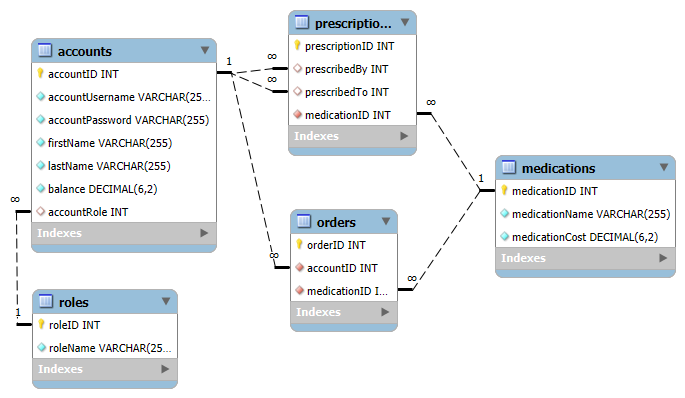 accounts
accountID INT
accountUsername VARCHAR(25...
accountPassword VARCHAR(255)
firstName VARCHAR(255)
lastName VARCHAR(255)
balance DECIMAL(6,2)
accountRole INT
Indexes
roles
roleID INT
roleName VARCHAR(25...
Indexes
prescription...
prescriptionID INT
prescribedBy INT
prescribedTo INT
medicationID INT
Indexes
orders
orderID INT
accountID INT
medicationID I...
Indexes
medications
medicationID INT
medicationName VARCHAR(255)
medicationCost DECIMAL(6,2)
Indexes
1
∞
∞
∞
∞
1
∞
∞
1